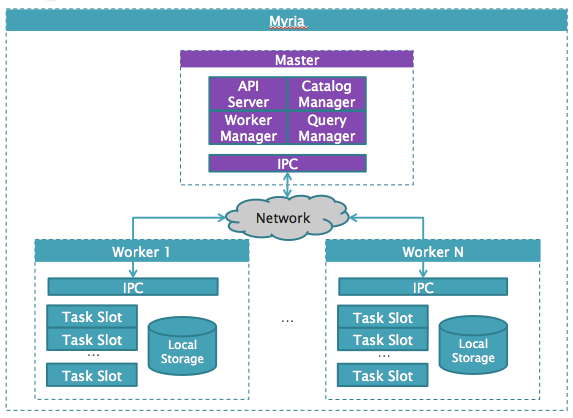 Myria
Master
API Server
Catalog Manager
Worker Manager
Query Manager
IPC
Network
Worker 1
IPC
Task Slot
Task Slot
...
Task Slot
Local Storage
...
Worker N
IPC
Task Slot
Task Slot
...
Task Slot
Local Storage